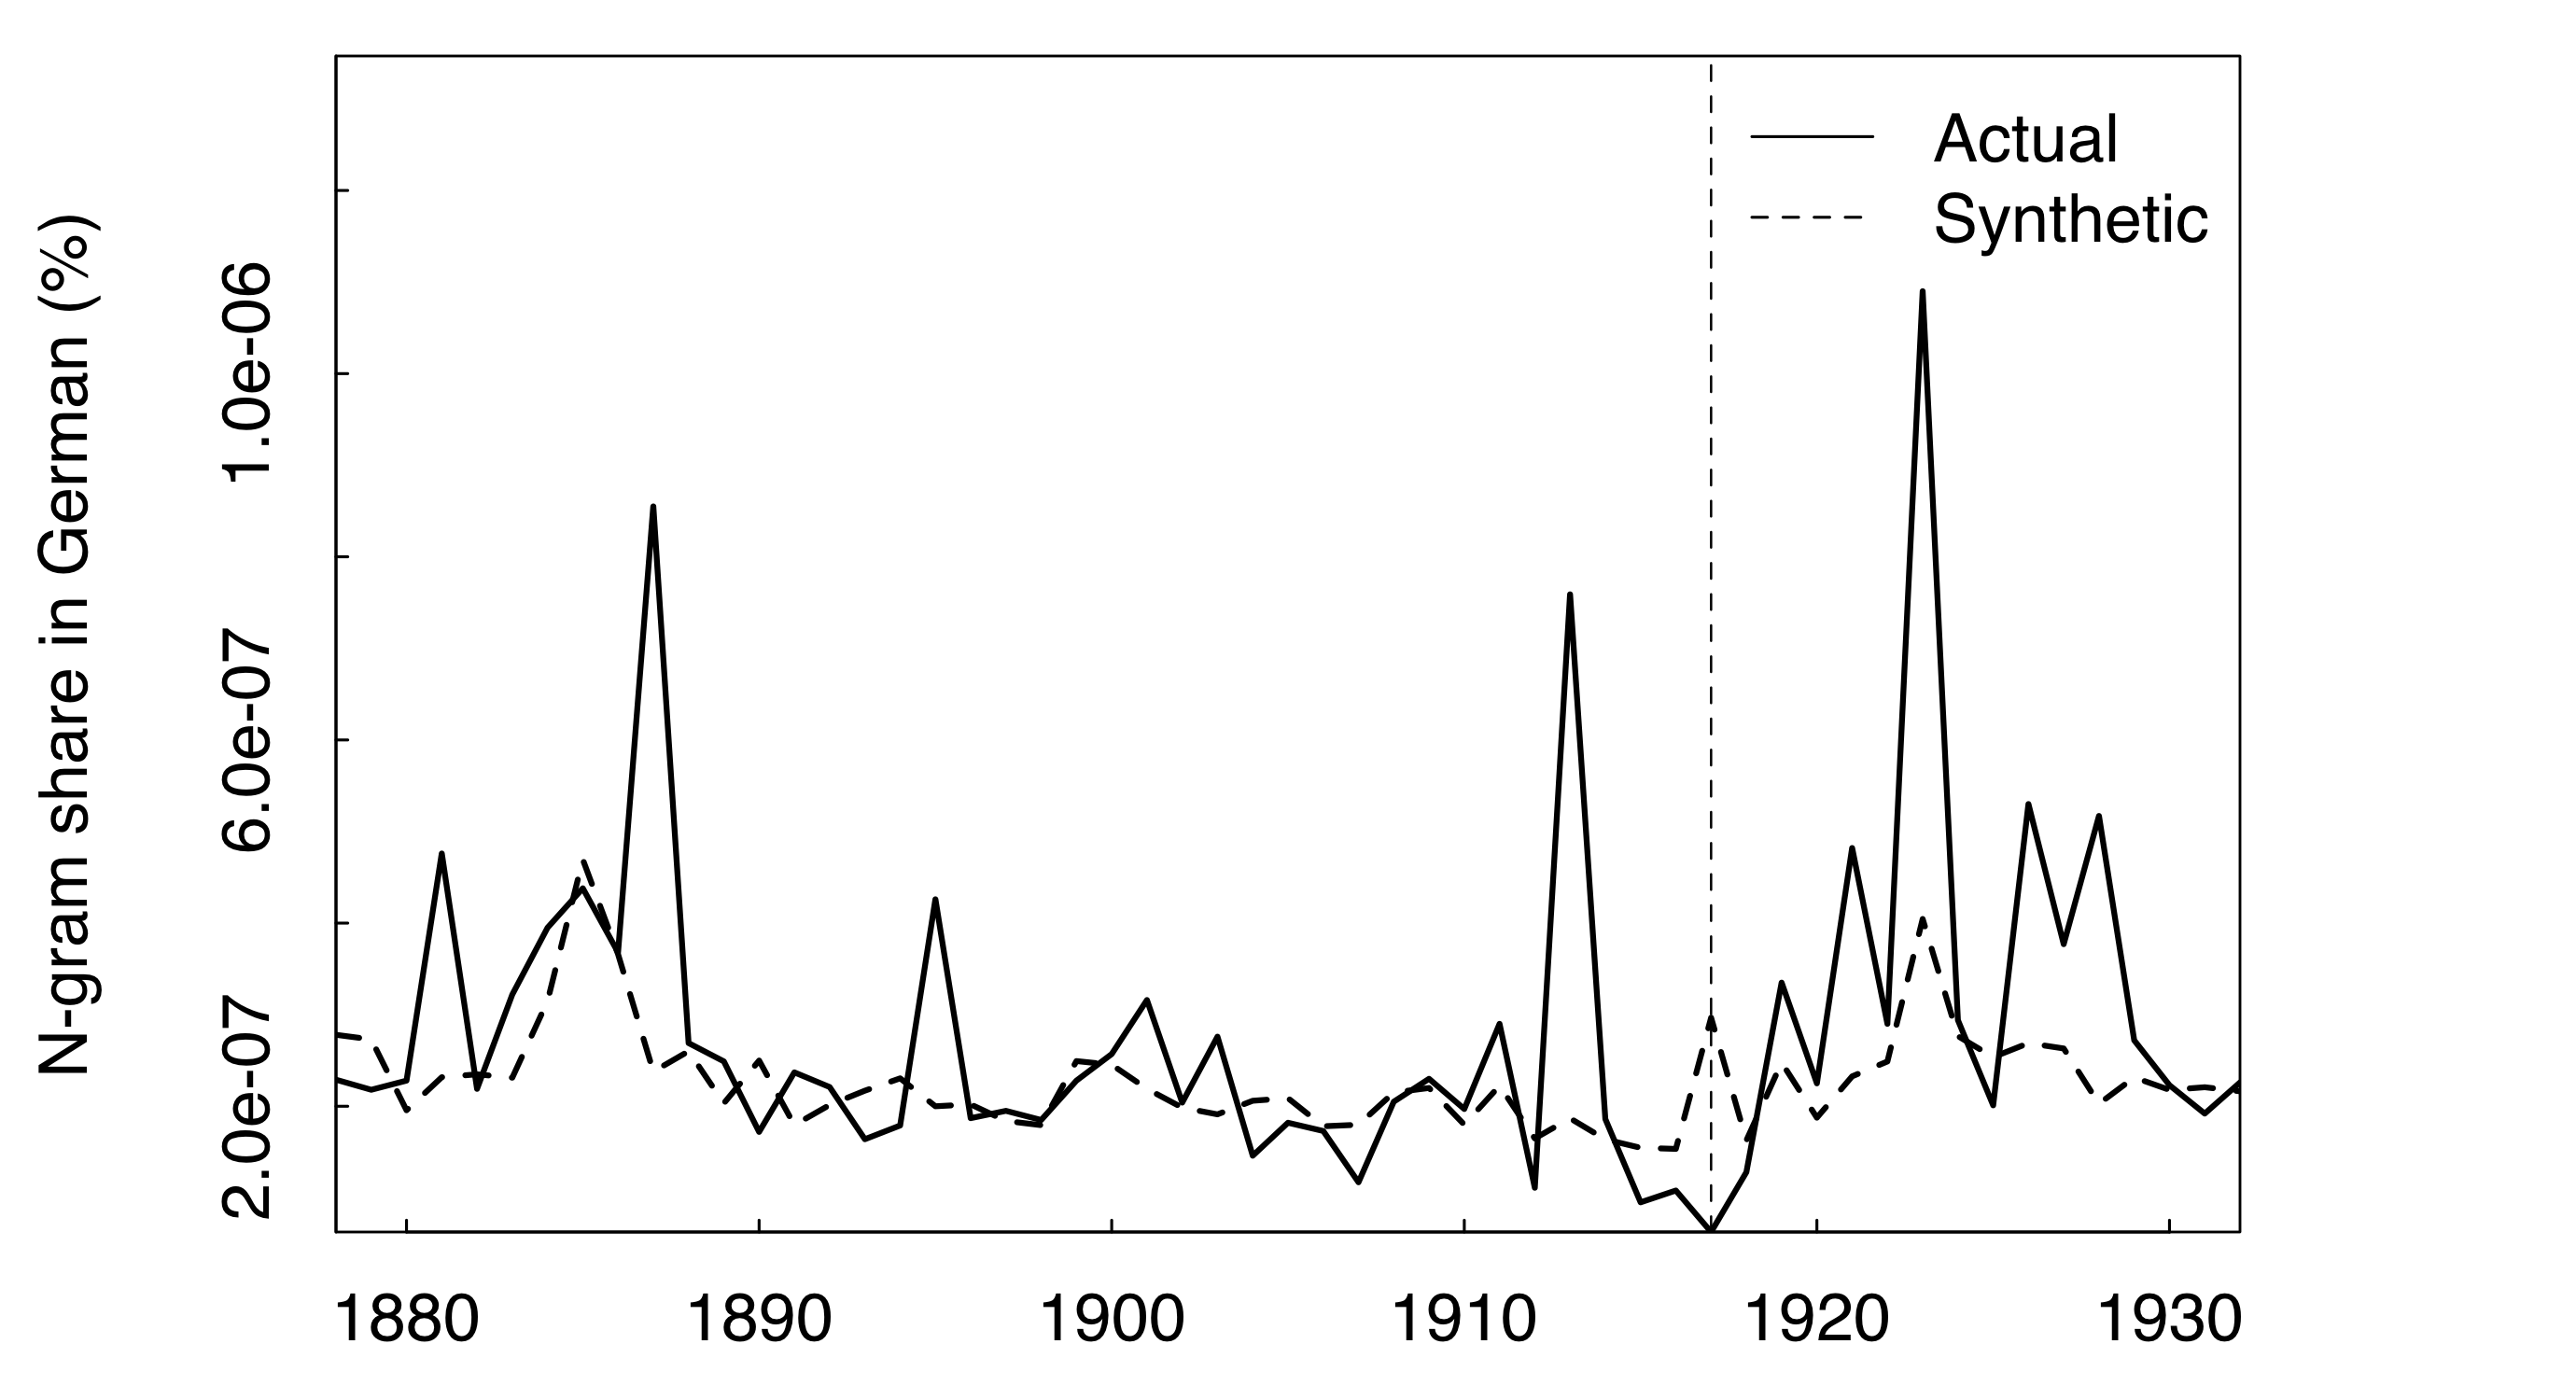 Actual
Synthetic
N-gram share in German (%)
1.0e-06
6.0e-07
2.0e-07
1880 1890 1900 1910 1920 1930